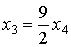 x₃ = 9/2 x₄